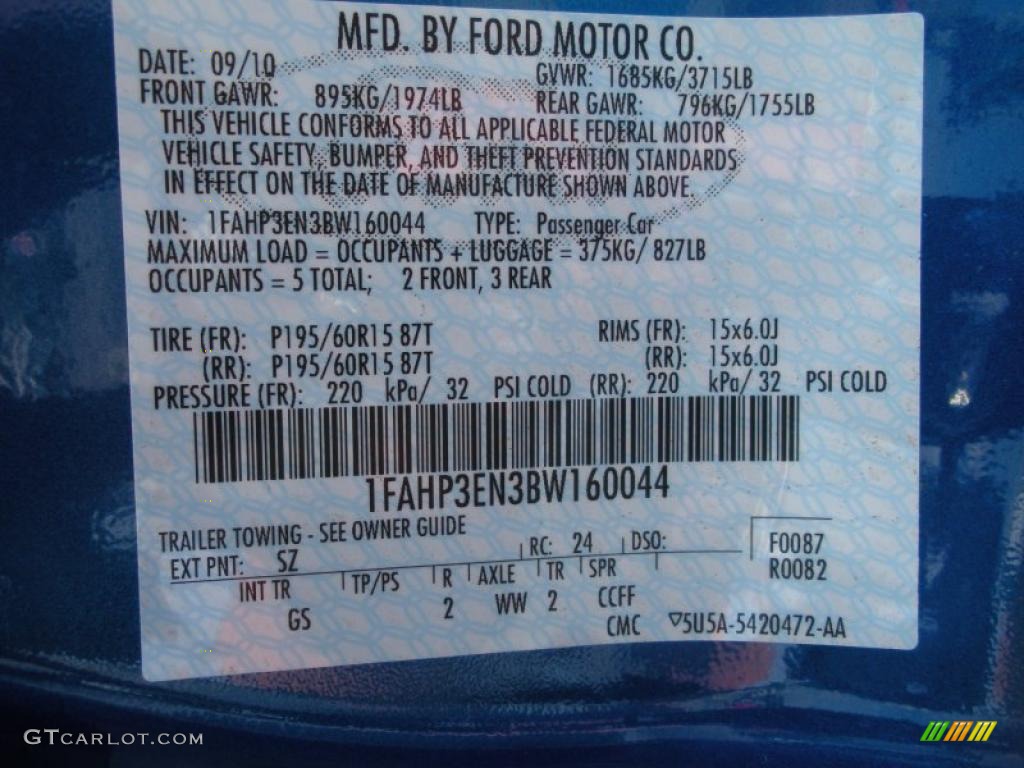 MFD. BY FORD MOTOR CO.
DATE: 09/10 GVWR: 1685KG/3715LB
FRONT GAWR: 895KG/1974LB REAR GAWR: 796KG/1755LB
THIS VEHICLE CONFORMS TO ALL APPLICABLE FEDERAL MOTOR
VEHICLE SAFETY, BUMPER, AND THEFT PREVENTION STANDARDS
IN EFFECT ON THE DATE OF MANUFACTURE SHOWN ABOVE.
VIN: 1FAHP3EN3BW160044 TYPE: Passenger Car
MAXIMUM LOAD = OCCUPANTS + LUGGAGE = 375KG/ 827LB
OCCUPANTS = 5 TOTAL; 2 FRONT, 3 REAR
TIRE (FR): P195/60R15 87T RIMS (FR): 15x6.0J
(RR): P195/60R15 87T (RR): 15x6.0J
PRESSURE (FR): 220 kPa/ 32 PSI COLD (RR): 220 kPa/ 32 PSI COLD
1FAHP3EN3BW160044
TRAILER TOWING - SEE OWNER GUIDE
EXT PNT: SZ RC: 24 DSO: F0087
R0082
INT TR TP/PS R AXLE TR SPR
GS 2 WW 2 CCFF
CMC ▽5U5A-5420472-AA
GTCARLOT.COM